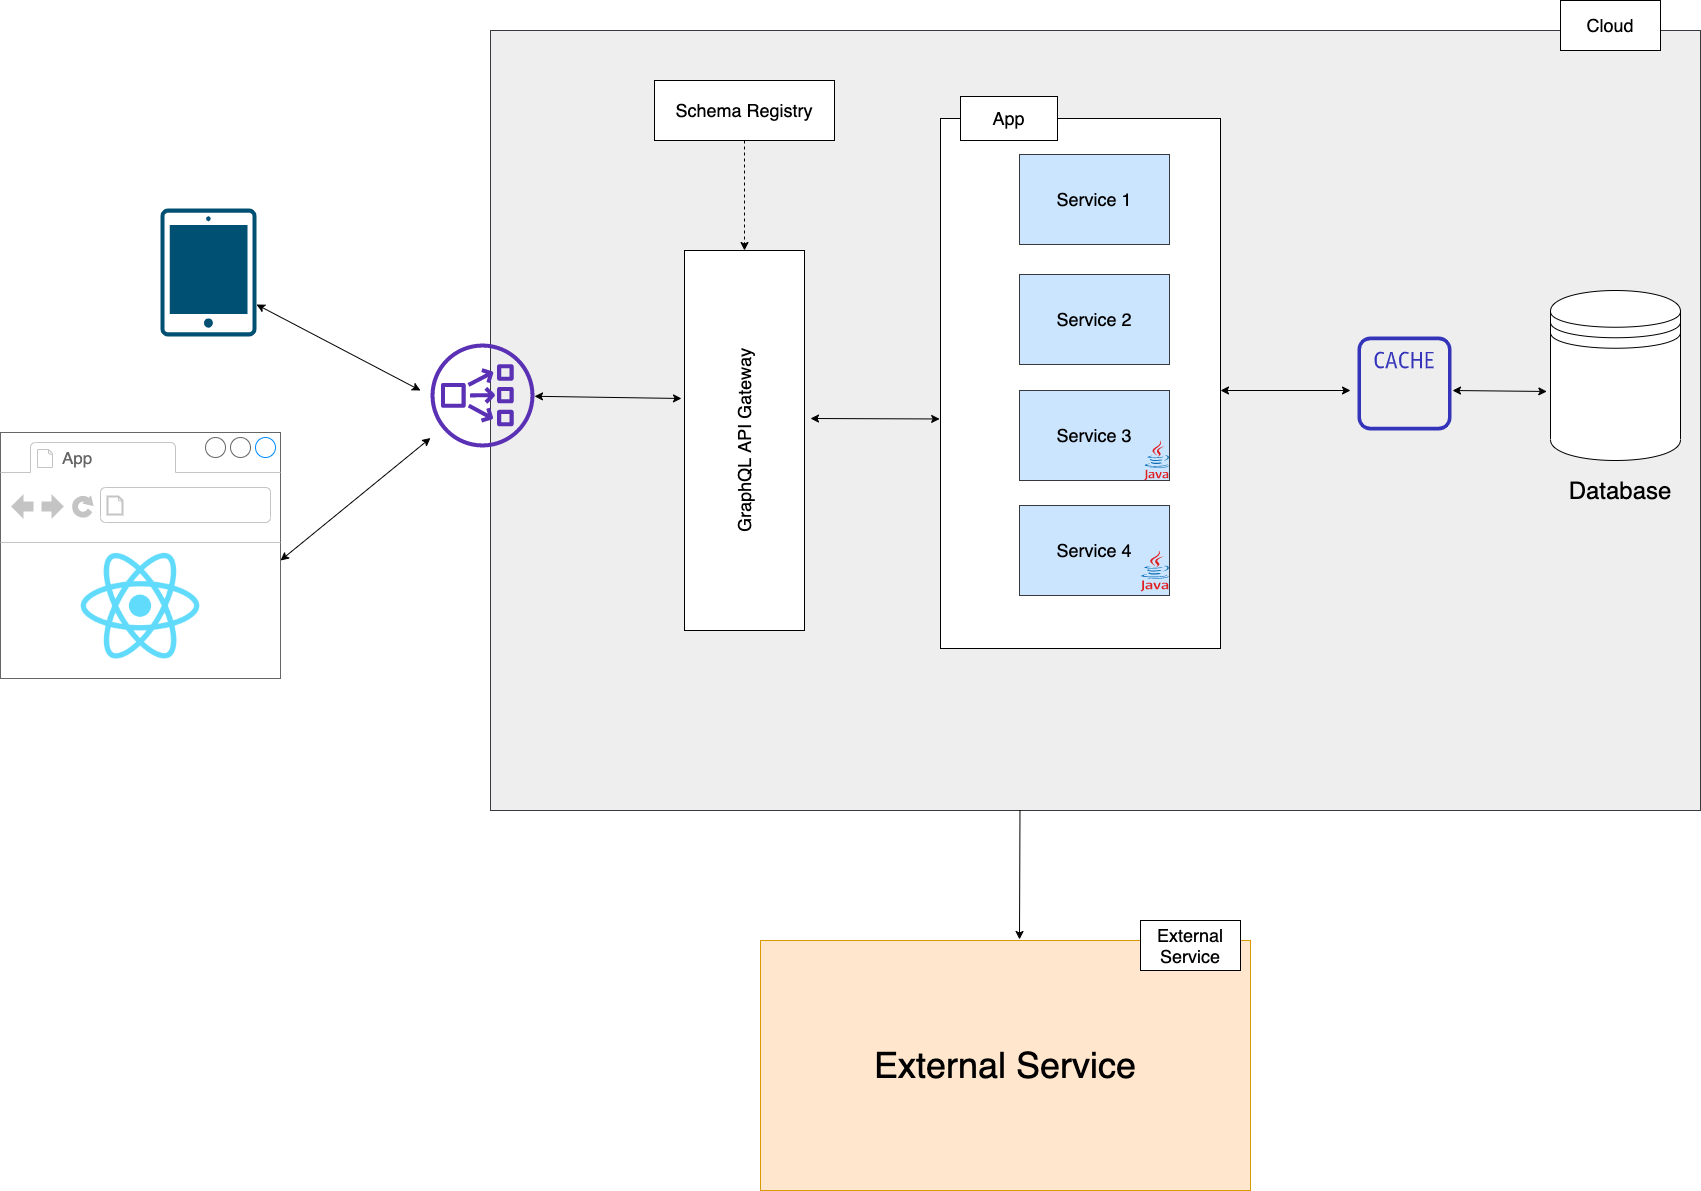 Cloud
Schema Registry
App
Service 1
Service 2
GraphQL API Gateway
CACHE
Service 3
Java
App
Database
Service 4
Java
External
Service
External Service